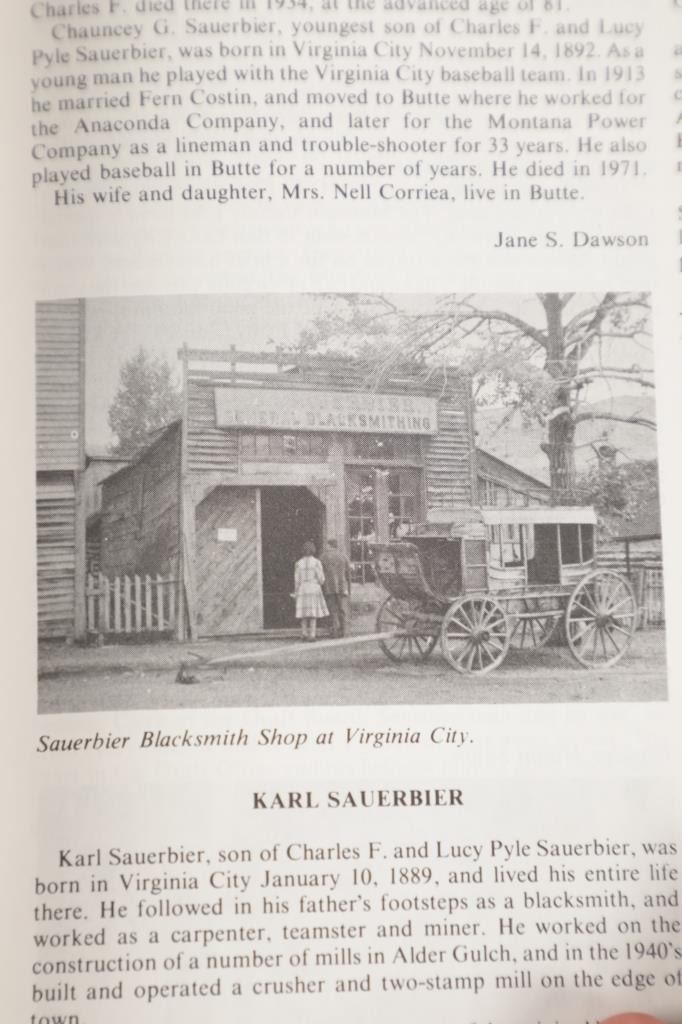 Charles F. died there in 1934, at the advanced age of 81.
Chauncey G. Sauerbier, youngest son of Charles F. and Lucy
Pyle Sauerbier, was born in Virginia City November 14, 1892. As a
young man he played with the Virginia City baseball team. In 1913
he married Fern Costin, and moved to Butte where he worked for
the Anaconda Company, and later for the Montana Power
Company as a lineman and trouble-shooter for 33 years. He also
played baseball in Butte for a number of years. He died in 1971.
His wife and daughter, Mrs. Nell Corriea, live in Butte.
Jane S. Dawson
GENERAL BLACKSMITHING
Sauerbier Blacksmith Shop at Virginia City.
KARL SAUERBIER
Karl Sauerbier, son of Charles F. and Lucy Pyle Sauerbier, was
born in Virginia City January 10, 1889, and lived his entire life
there. He followed in his father's footsteps as a blacksmith, and
worked as a carpenter, teamster and miner. He worked on the
construction of a number of mills in Alder Gulch, and in the 1940's
built and operated a crusher and two-stamp mill on the edge of
town.